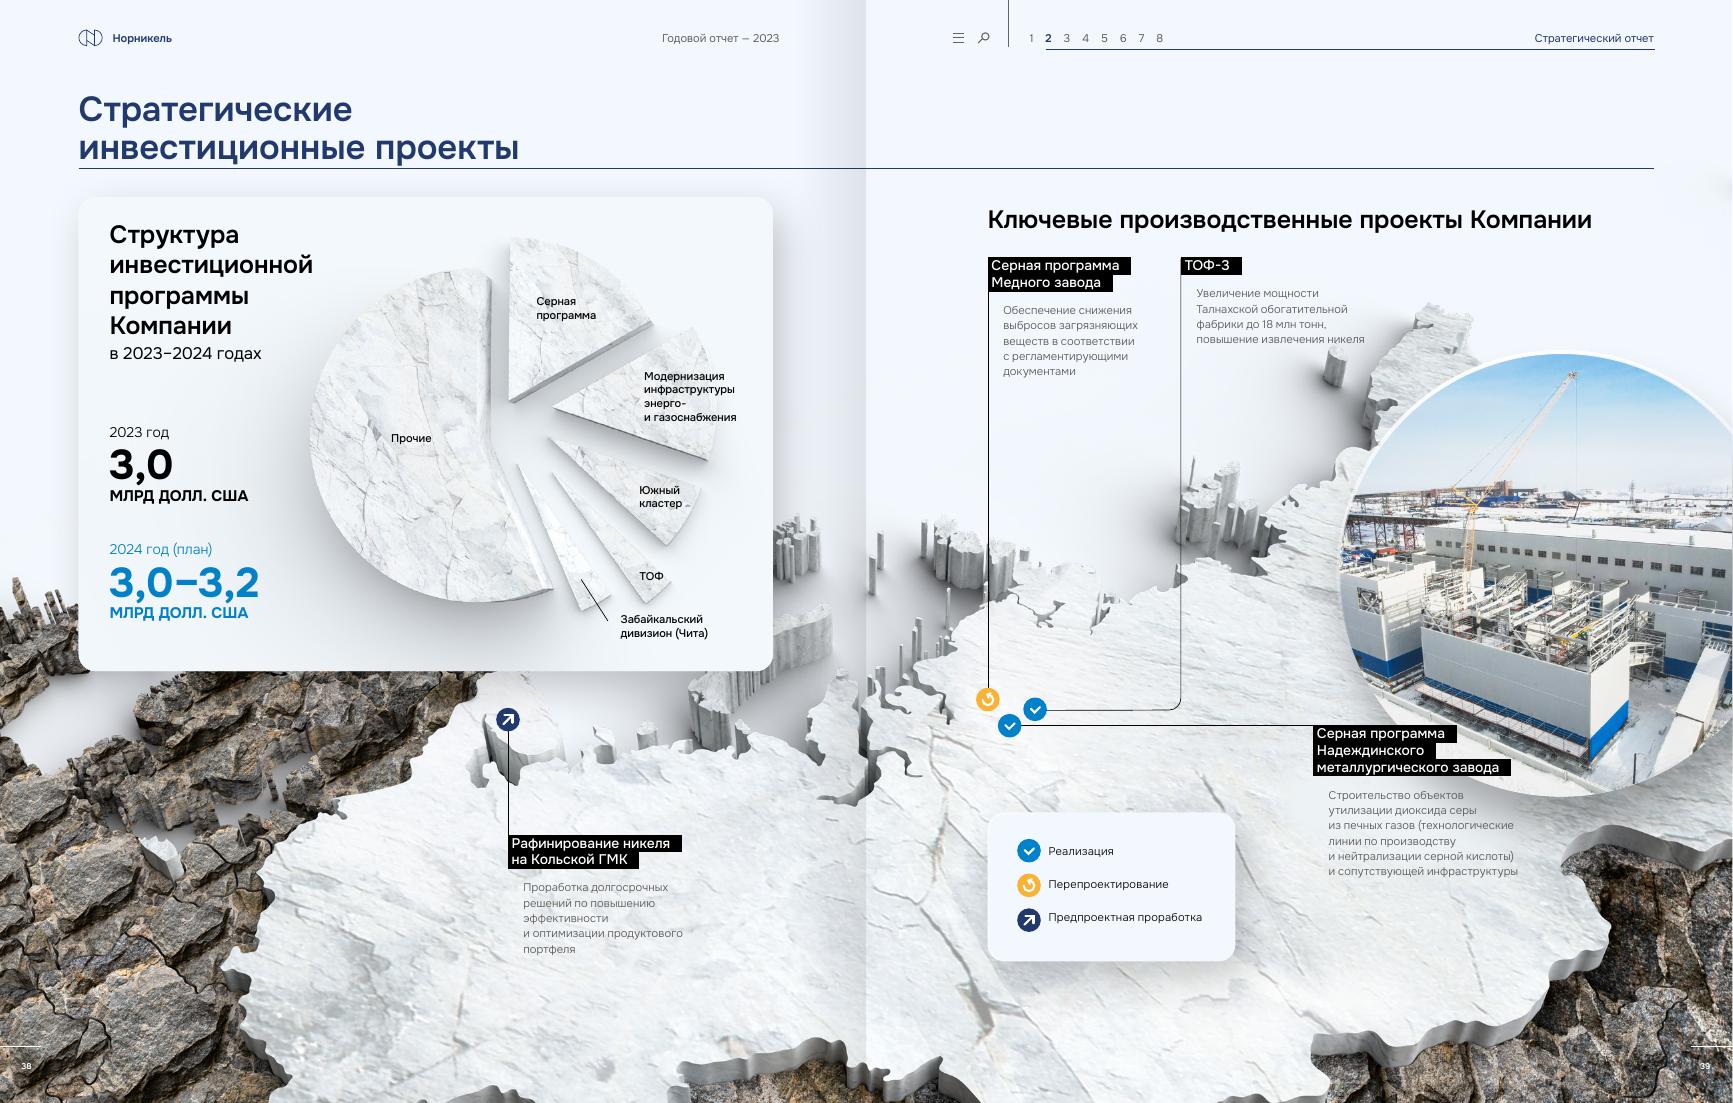 Норникель
Годовой отчет — 2023
1 2 3 4 5 6 7 8
Стратегический отчет
Стратегические
инвестиционные проекты
Структура
инвестиционной
программы
Компании
в 2023–2024 годах
2023 год
3,0
МЛРД ДОЛЛ. США
2024 год (план)
3,0–3,2
МЛРД ДОЛЛ. США
Серная
программа
Модернизация
инфраструктуры
энерго-
и газоснабжения
Прочие
Южный
кластер
ТОФ
Забайкальский
дивизион (Чита)
Ключевые производственные проекты Компании
Серная программа
Медного завода
Обеспечение снижения
выбросов загрязняющих
веществ в соответствии
с регламентирующими
документами
ТОФ-3
Увеличение мощности
Талнахской обогатительной
фабрики до 18 млн тонн,
повышение извлечения никеля
Серная программа
Надеждинского
металлургического завода
Строительство объектов
утилизации диоксида серы
из печных газов (технологические
линии по производству
и нейтрализации серной кислоты)
и сопутствующей инфраструктуры
Рафинирование никеля
на Кольской ГМК
Проработка долгосрочных
решений по повышению
эффективности
и оптимизации продуктового
портфеля
Реализация
Перепроектирование
Предпроектная проработка
38
39